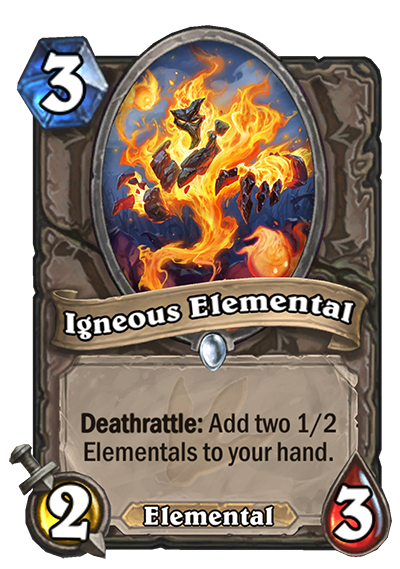 3
Igneous Elemental
Deathrattle: Add two 1/2
Elementals to your hand.
2
Elemental
3